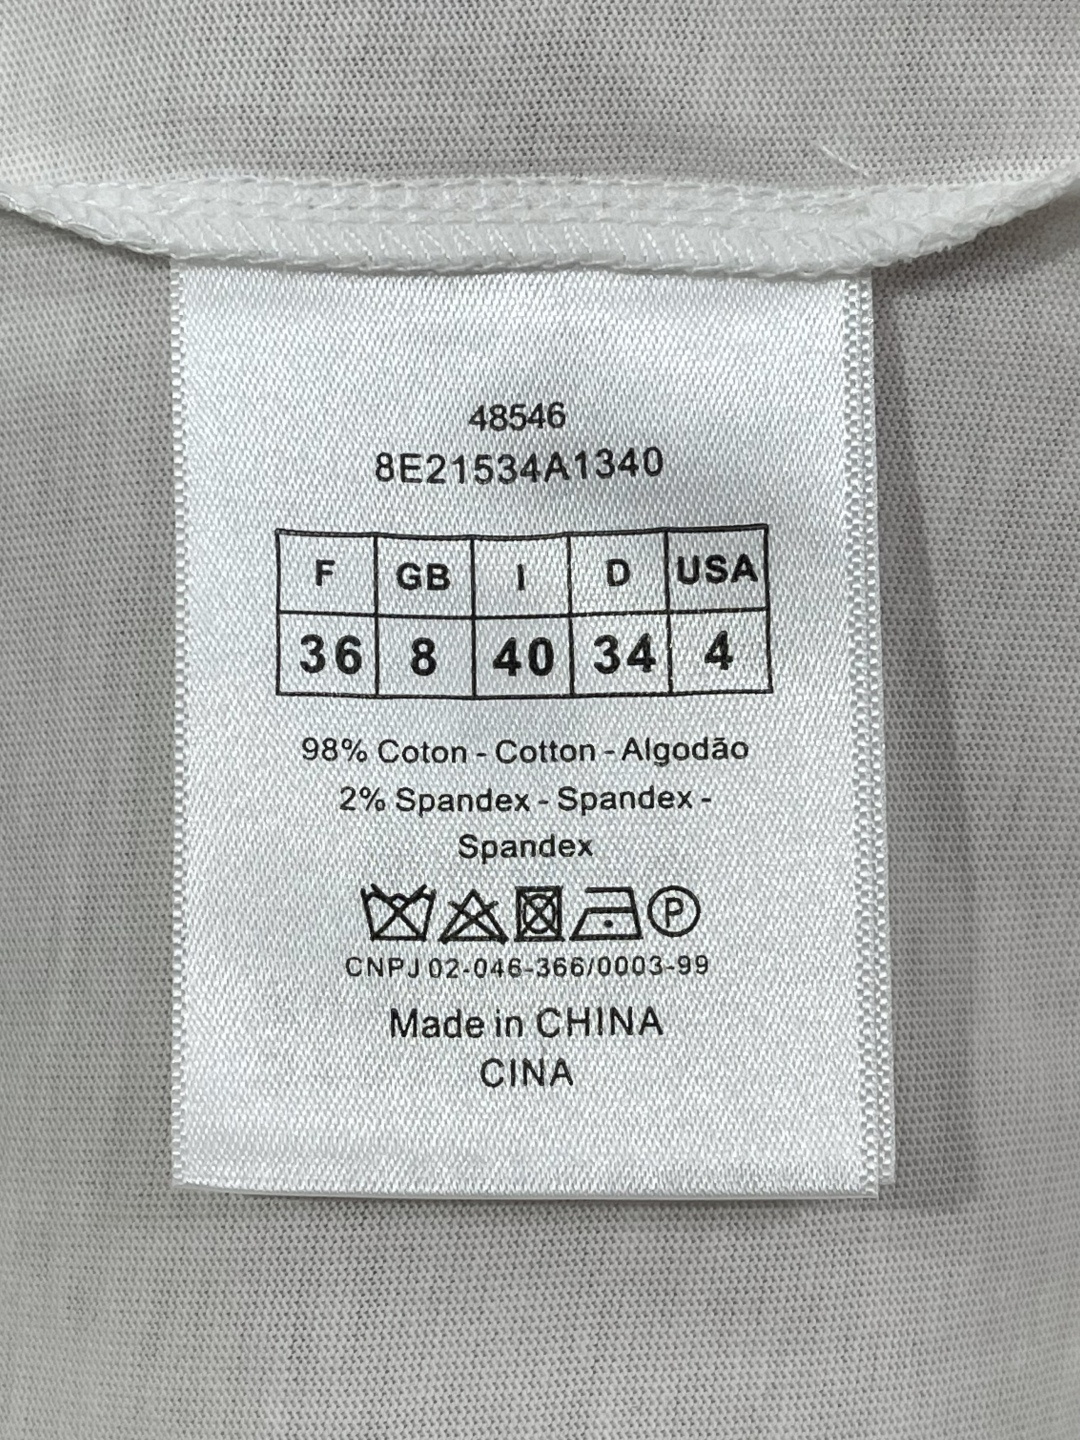 48546
8E21534A1340
F GB I D USA
36 8 40 34 4
98% Coton - Cotton - Algodão
2% Spandex - Spandex -
Spandex
P
CNPJ 02-046-366/0003-99
Made in CHINA
CINA